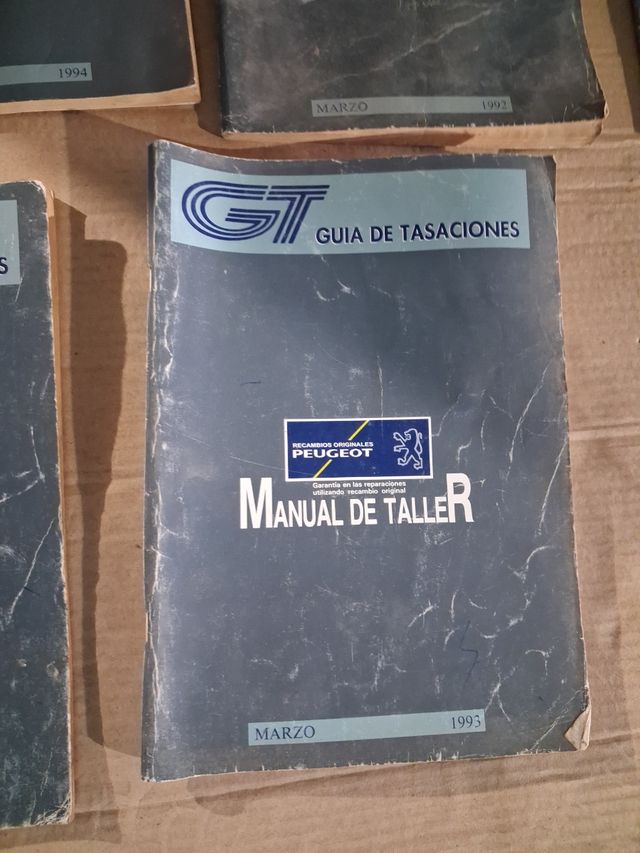 1994
MARZO 1992
S
GT GUIA DE TASACIONES
RECAMBIOS ORIGINALES
PEUGEOT
Garantía en las reparaciones
utilizando recambio original
MANUAL DE TALLER
MARZO 1993